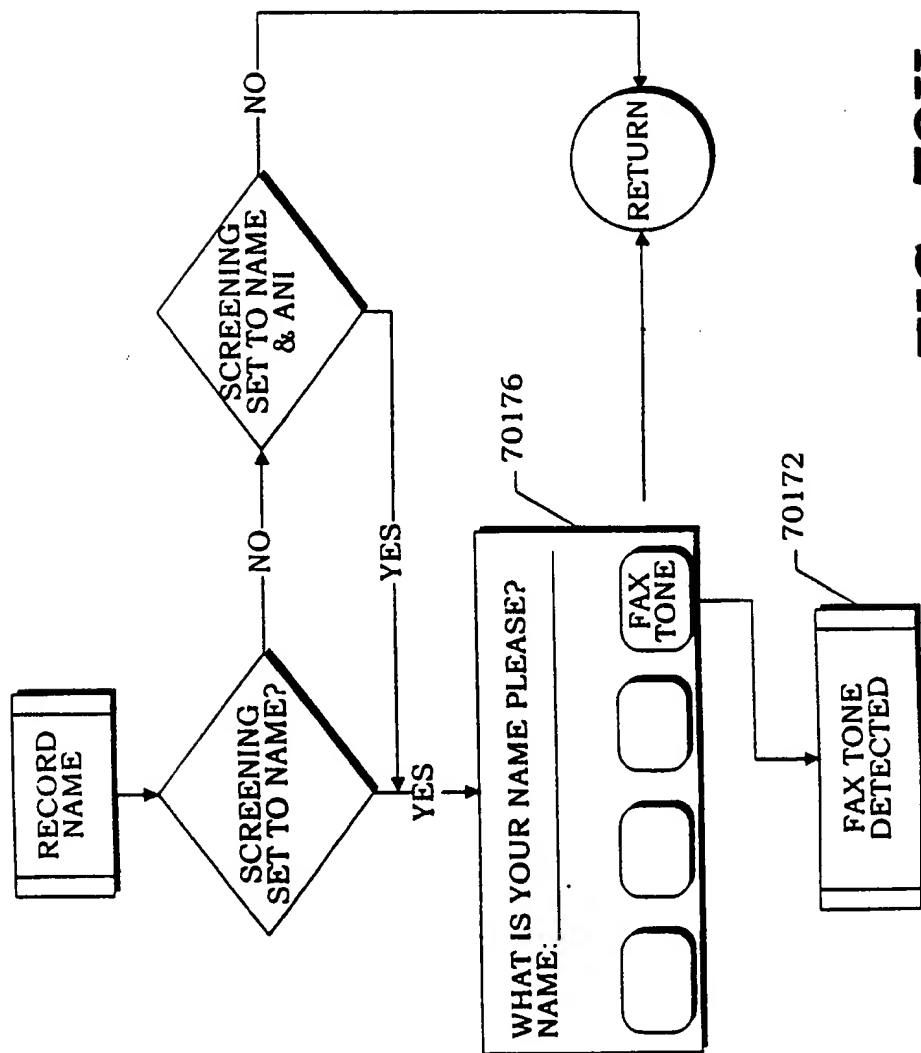 RECORD
NAME
SCREENING
SET TO NAME?
NO
SCREENING
SET TO NAME
& ANI
NO
YES
YES
70176
WHAT IS YOUR NAME PLEASE?
NAME:
FAX
TONE
RETURN
70172
FAX TONE
DETECTED